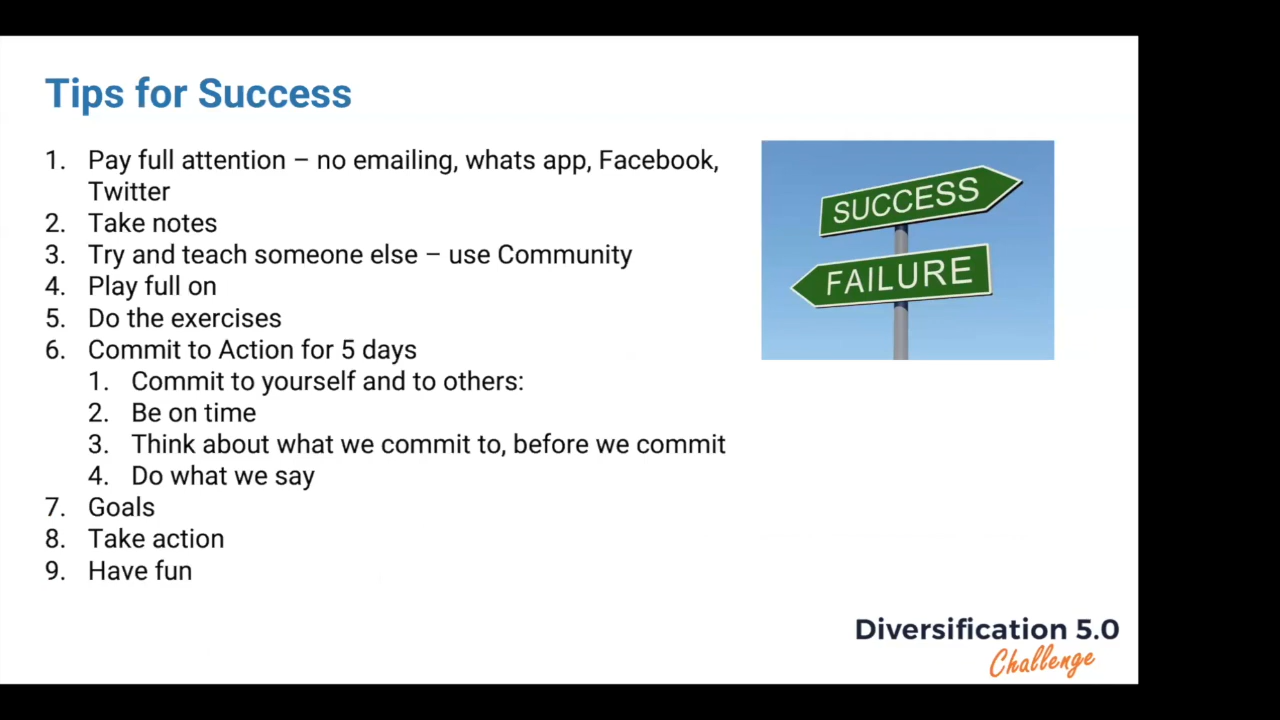 Tips for Success
1. Pay full attention – no emailing, whats app, Facebook,
Twitter
2. Take notes
3. Try and teach someone else – use Community
4. Play full on
5. Do the exercises
6. Commit to Action for 5 days
1. Commit to yourself and to others:
2. Be on time
3. Think about what we commit to, before we commit
4. Do what we say
7. Goals
8. Take action
9. Have fun
SUCCESS
FAILURE
Diversification 5.0
Challenge